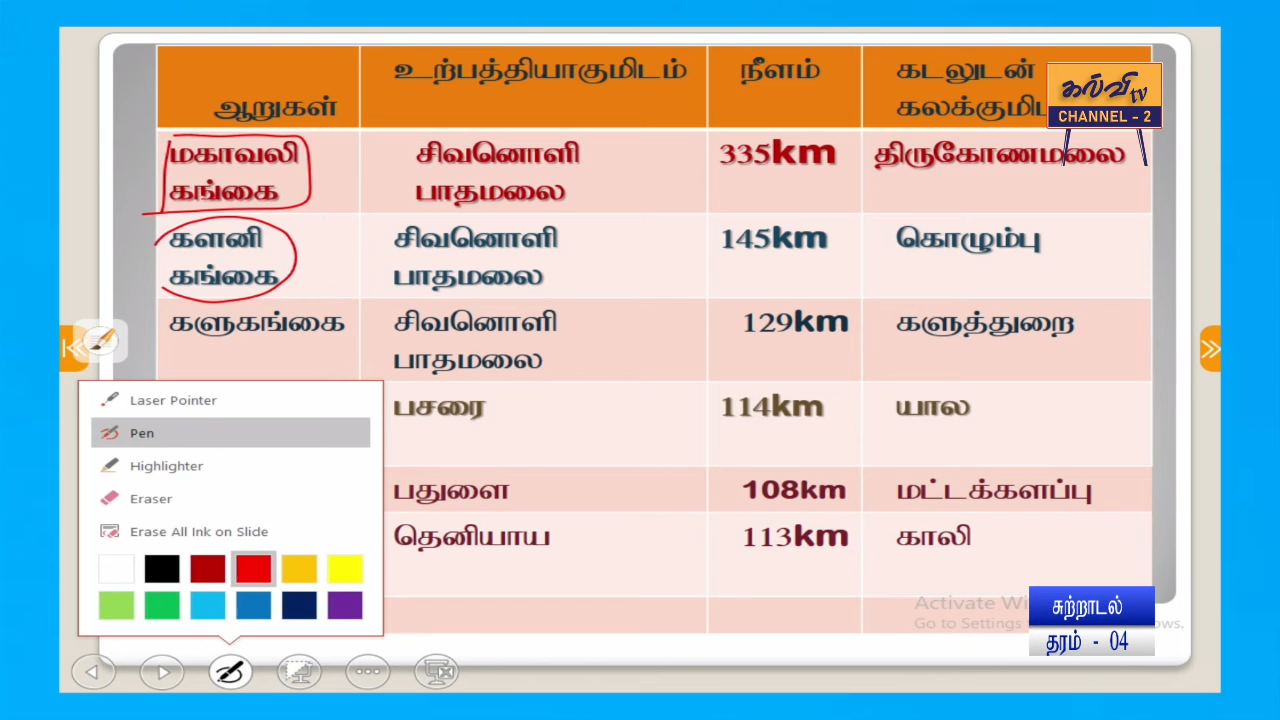 ஆறுகள் உற்பத்தியாகுமிடம் நீளம் கடலுடன்
கலக்குமி
கல்வி tv
CHANNEL - 2
மகாவலி கங்கை சிவனொளி பாதமலை 335km திருகோணமலை
களனி கங்கை சிவனொளி பாதமலை 145km கொழும்பு
களுகங்கை சிவனொளி பாதமலை 129km களுத்துறை
பசரை 114km யால
பதுளை 108km மட்டக்களப்பு
தெனியாய 113km காலி
Laser Pointer
Pen
Highlighter
Eraser
Erase All Ink on Slide
Activate Wi
Go to Settings
ws.
சுற்றாடல்
தரம் - 04